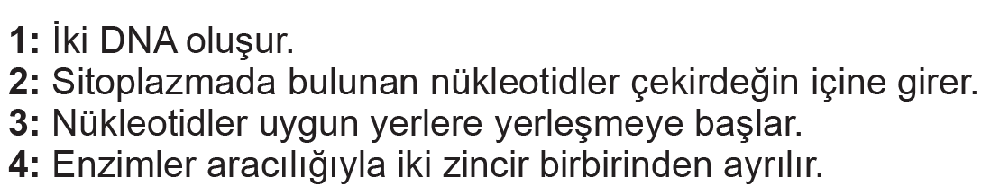 1: İki DNA oluşur.
2: Sitoplazmada bulunan nükleotidler çekirdeğin içine girer.
3: Nükleotidler uygun yerlere yerleşmeye başlar.
4: Enzimler aracılığıyla iki zincir birbirinden ayrılır.